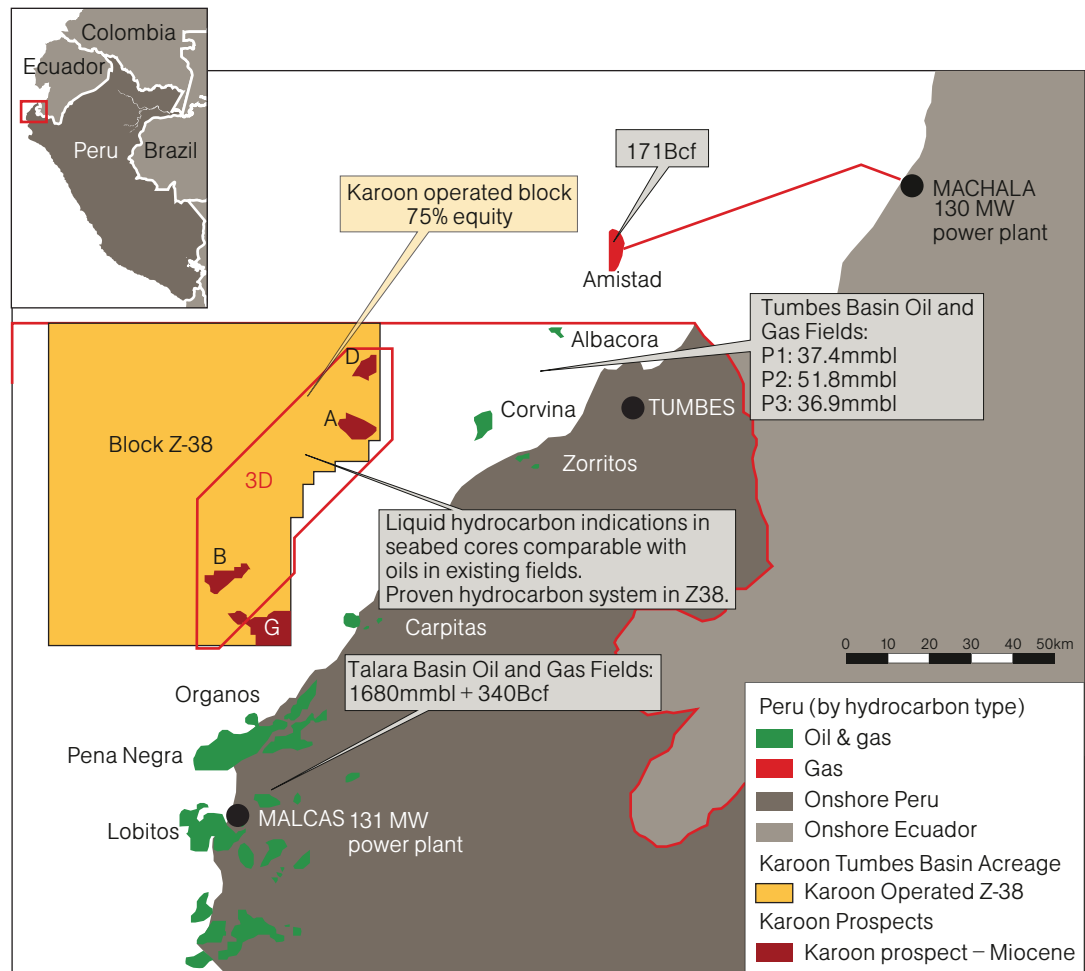 Colombia
Ecuador
Peru
Brazil
171Bcf
Karoon operated block
75% equity
MACHALA
130 MW
power plant
Amistad
Tumbes Basin Oil and
Gas Fields:
P1: 37.4mmbl
P2: 51.8mmbl
P3: 36.9mmbl
Albacora
D
Corvina
TUMBES
A
Block Z-38
Zorritos
3D
Liquid hydrocarbon indications in
seabed cores comparable with
oils in existing fields.
Proven hydrocarbon system in Z38.
B
G
Carpitas
0 10 20 30 40 50km
Talara Basin Oil and Gas Fields:
1680mmbl + 340Bcf
Organos
Pena Negra
Lobitos
MALCAS
131 MW
power plant
Peru (by hydrocarbon type)
Oil & gas
Gas
Onshore Peru
Onshore Ecuador
Karoon Tumbes Basin Acreage
Karoon Operated Z-38
Karoon Prospects
Karoon prospect – Miocene